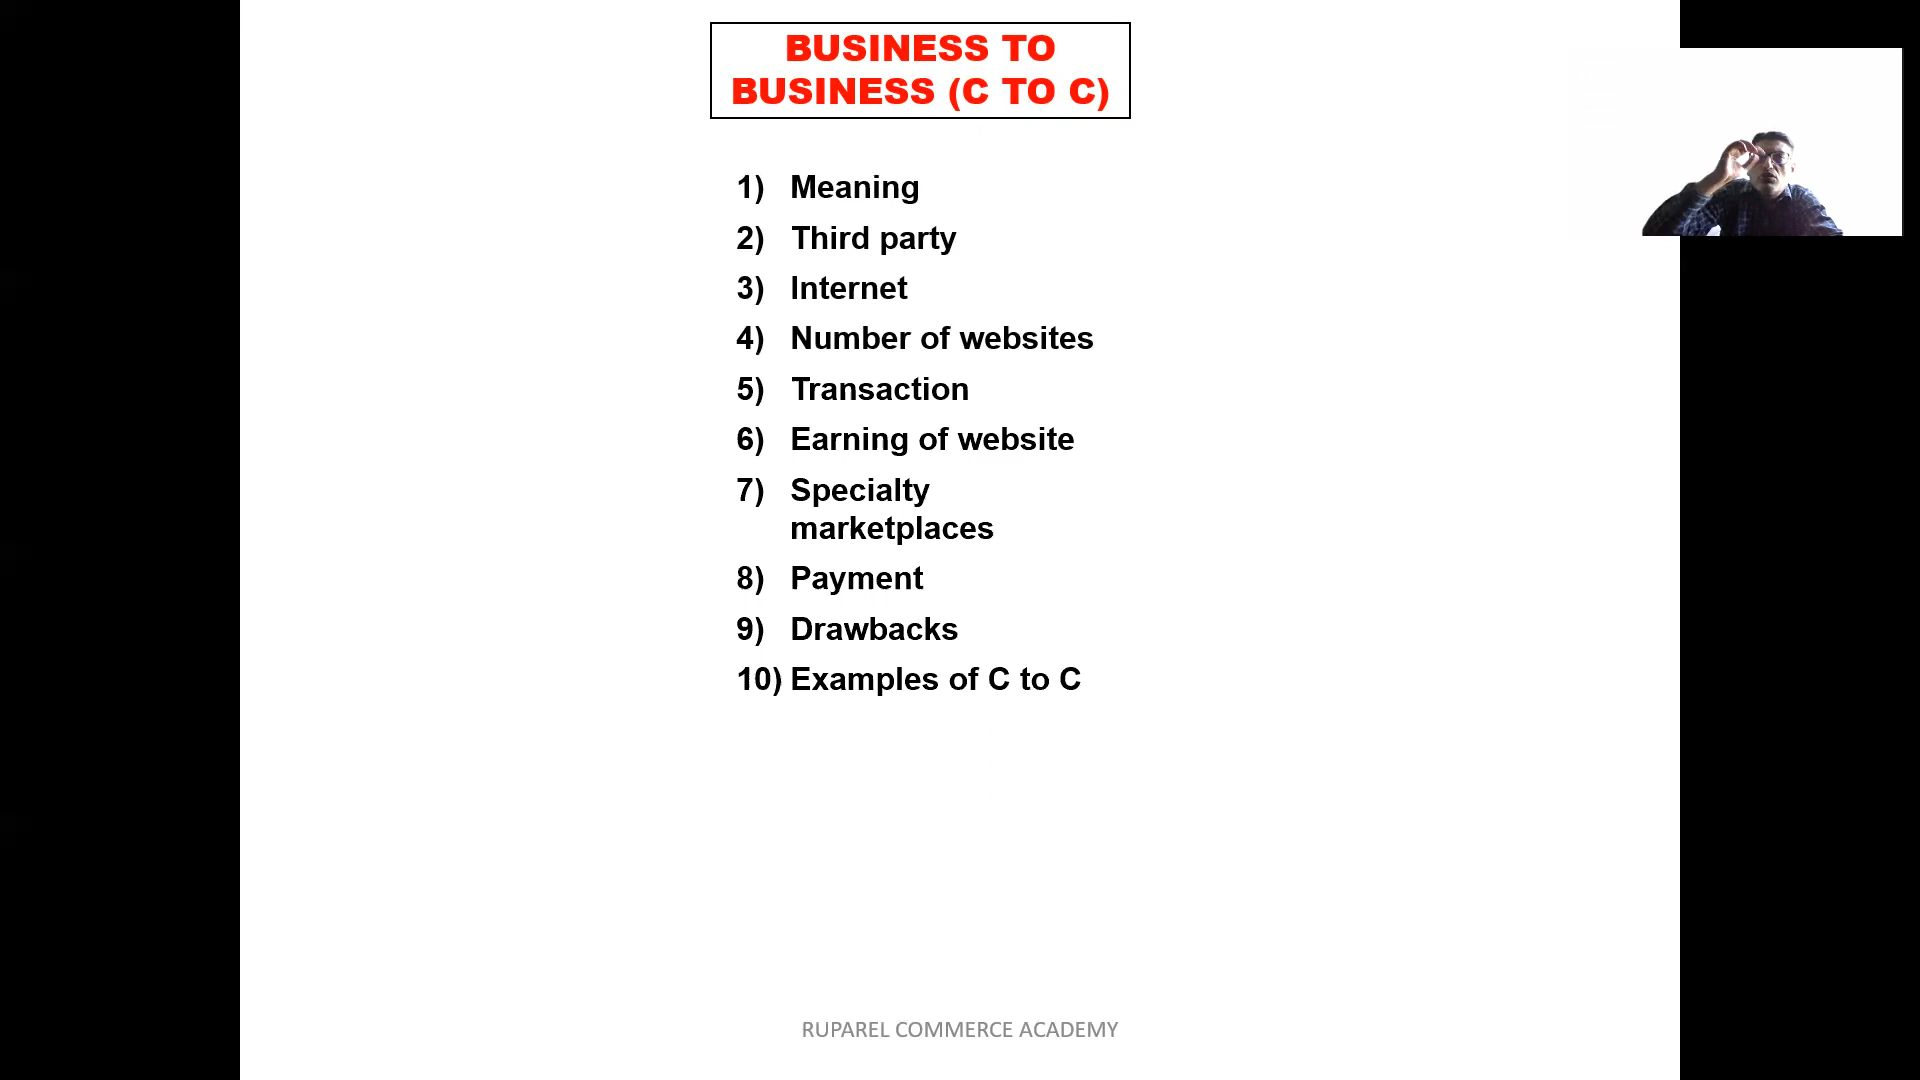 BUSINESS TO
BUSINESS (C TO C)
1) Meaning
2) Third party
3) Internet
4) Number of websites
5) Transaction
6) Earning of website
7) Specialty
marketplaces
8) Payment
9) Drawbacks
10) Examples of C to C
RUPAREL COMMERCE ACADEMY